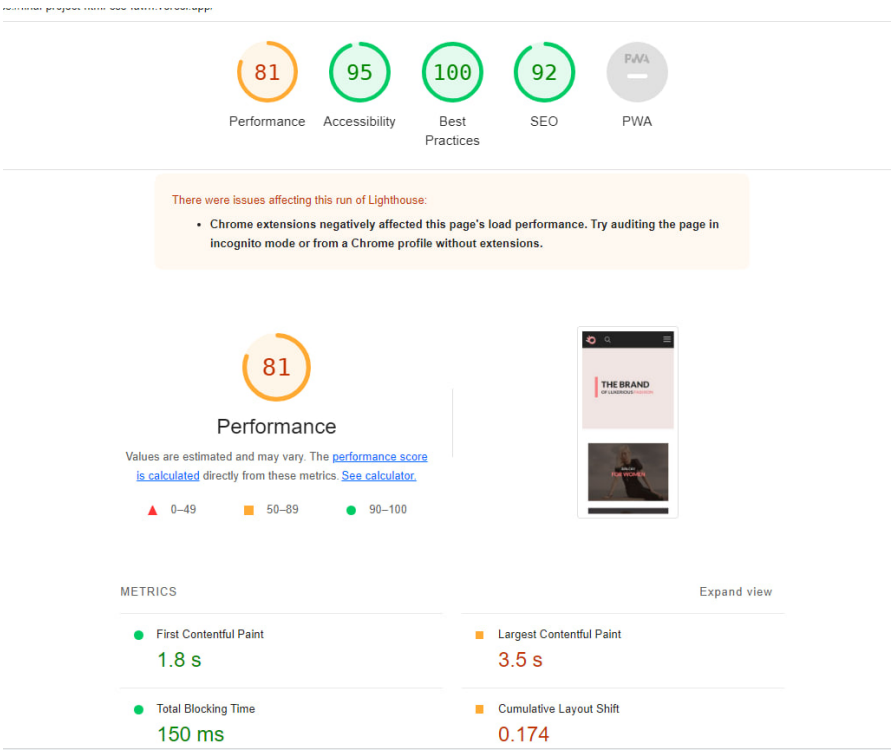 81
95
100
92
PWA
Performance
Accessibility
Best
Practices
SEO
PWA
There were issues affecting this run of Lighthouse:
• Chrome extensions negatively affected this page's load performance. Try auditing the page in
incognito mode or from a Chrome profile without extensions.
81
Performance
Values are estimated and may vary. The performance score
is calculated directly from these metrics. See calculator.
0–49
50–89
90–100
THE BRAND
FOR WOMEN
METRICS
Expand view
First Contentful Paint
1.8 s
Largest Contentful Paint
3.5 s
Total Blocking Time
150 ms
Cumulative Layout Shift
0.174